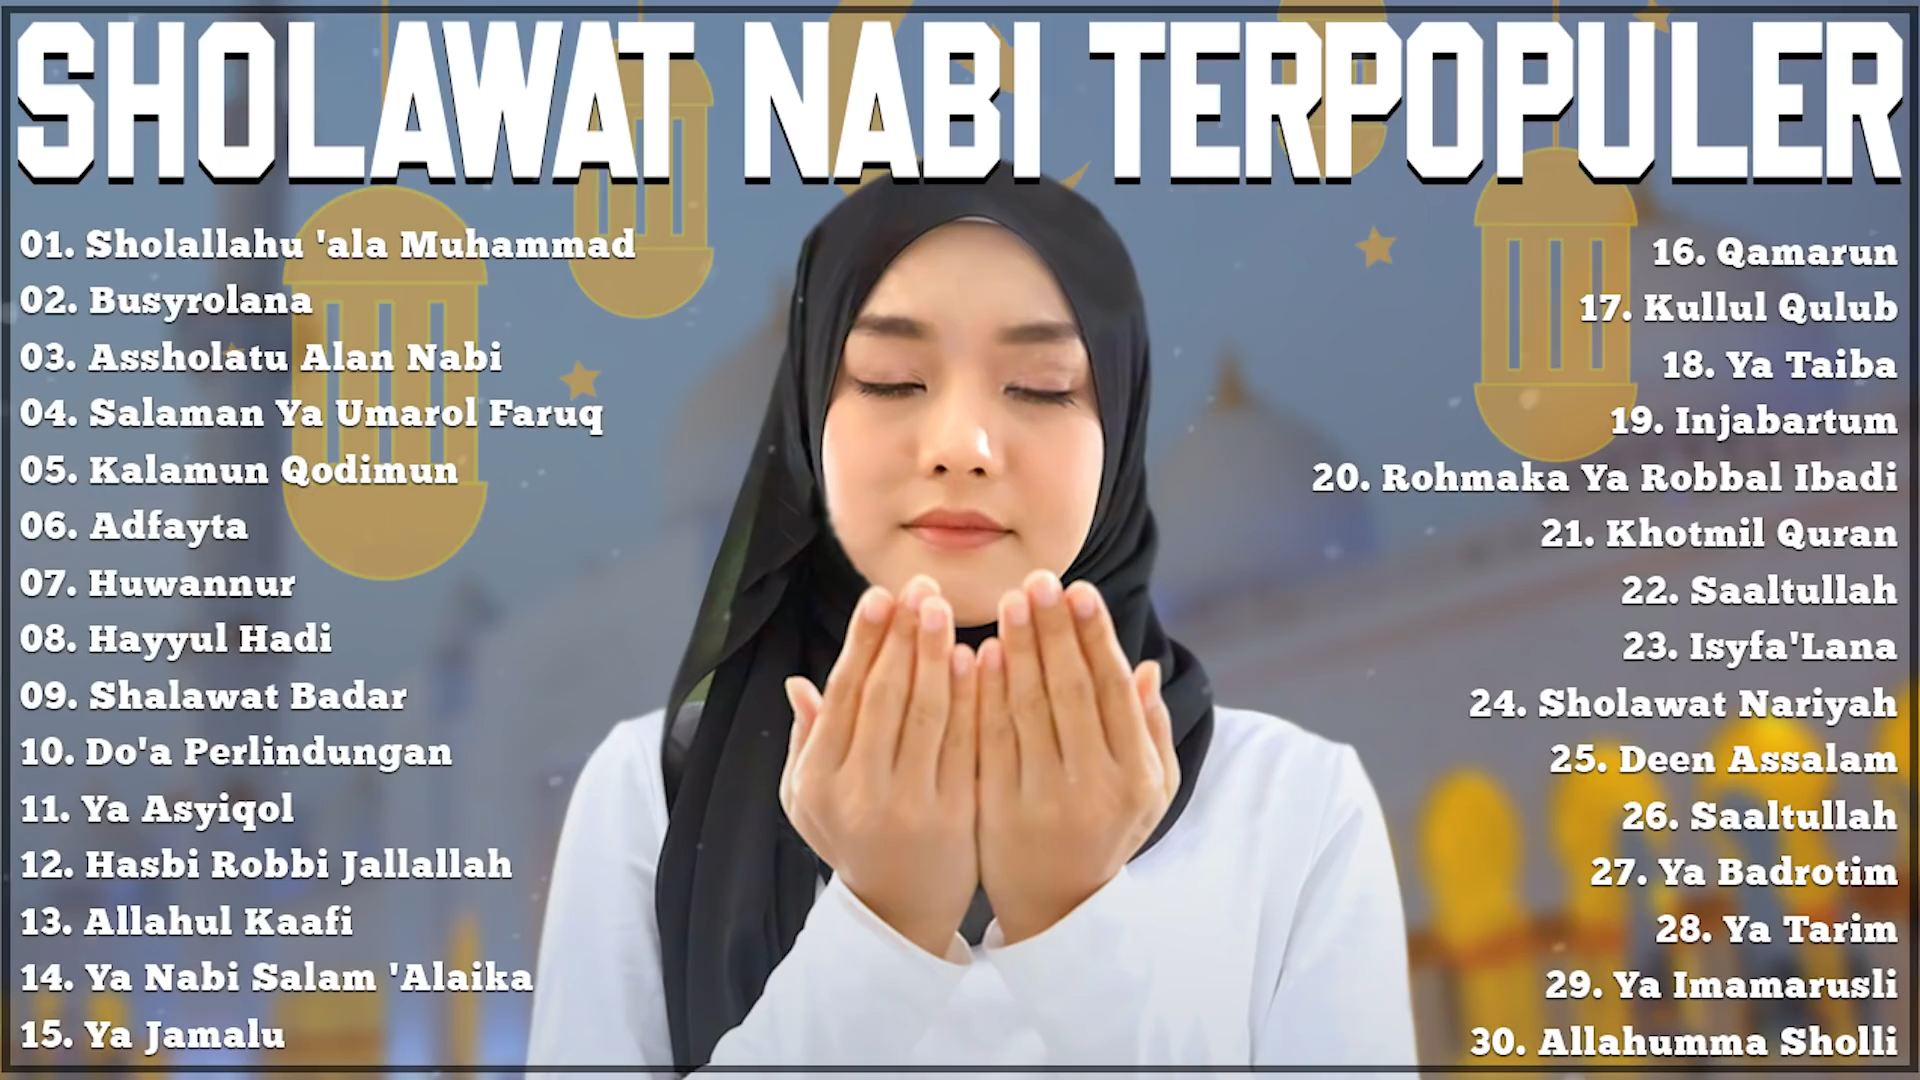 SHOLAWAT NABI TERPOPULER
01. Sholallahu 'ala Muhammad
02. Busyrolana
03. Assholatu Alan Nabi
04. Salaman Ya Umarol Faruq
05. Kalamun Qodimun
06. Adfayta
07. Huwannur
08. Hayyul Hadi
09. Shalawat Badar
10. Do'a Perlindungan
11. Ya Asyiqol
12. Hasbi Robbi Jallallah
13. Allahul Kaafi
14. Ya Nabi Salam 'Alaika
15. Ya Jamalu
16. Qamarun
17. Kullul Qulub
18. Ya Taiba
19. Injabartum
20. Rohmaka Ya Robbal Ibadi
21. Khotmil Quran
22. Saaltullah
23. Isyfa'Lana
24. Sholawat Nariyah
25. Deen Assalam
26. Saaltullah
27. Ya Badrotim
28. Ya Tarim
29. Ya Imamarusli
30. Allahumma Sholli